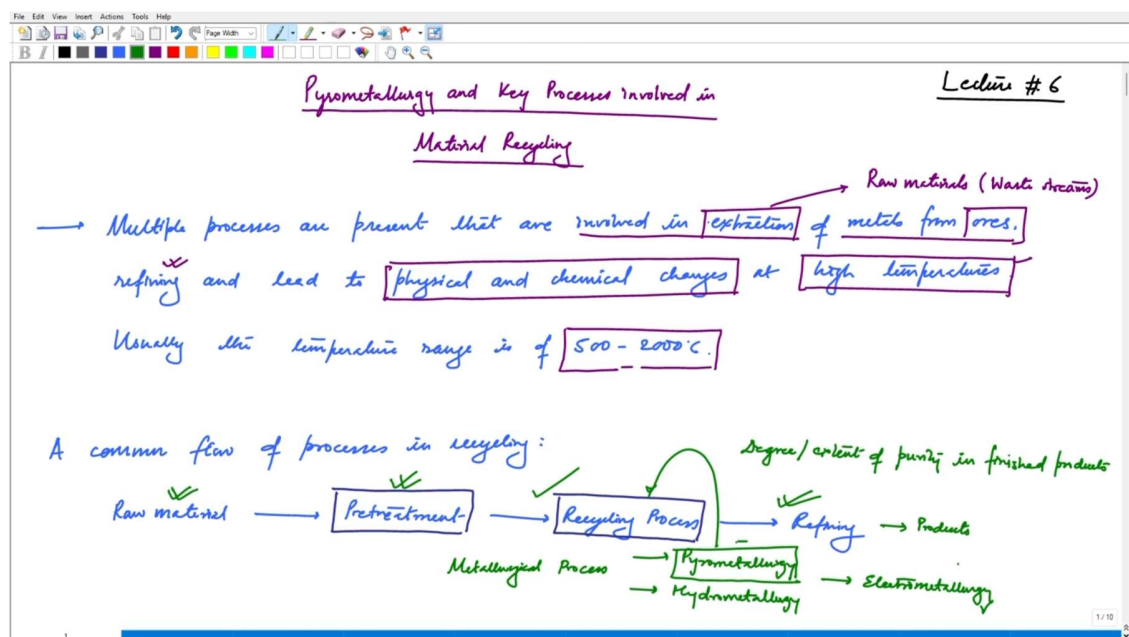 File Edit View Insert Actions Tools Help
Page Width
B I
Lecture # 6
Pyrometallurgy and Key Processes involved in
Material Recycling
Raw materials (Waste streams)
→ Multiple processes are present that are involved in extraction of metals from ores.
refining and lead to physical and chemical changes at high temperatures
Usually the temperature range is of 500 - 2000°C.
A common flow of processes in recycling:
Degree/extent of purity in finished products
Raw material → Pretreatment → Recycling Process → Refining → Products
Metallurgical Process → Pyrometallurgy → Electrometallurgy
→ Hydrometallurgy
1 / 10